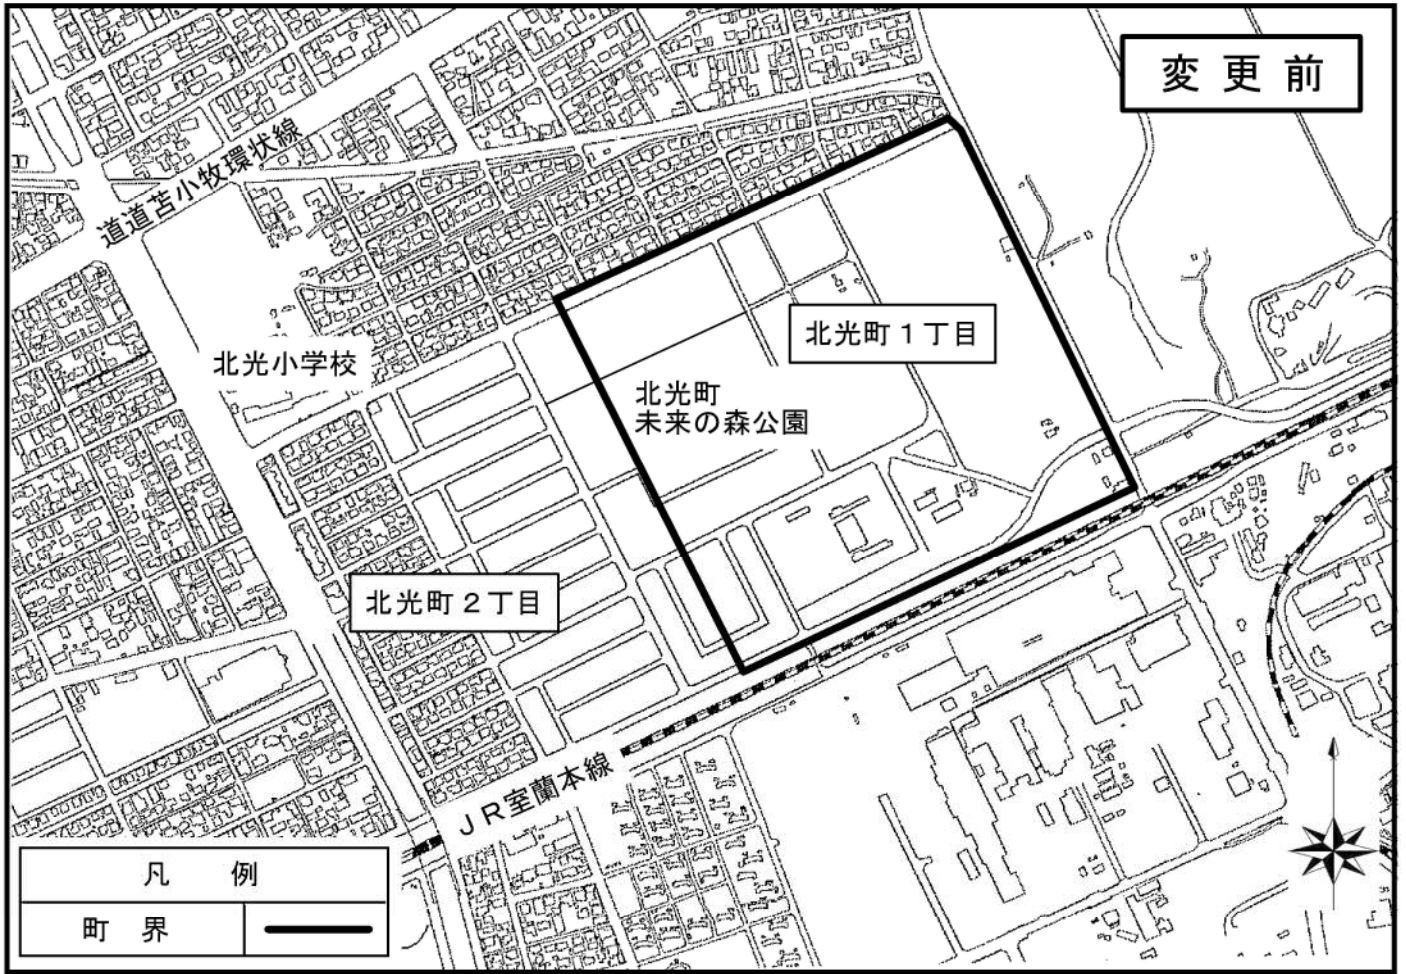 変更前
道道苫小牧環状線
北光町１丁目
北光小学校
北光町
未来の森公園
北光町２丁目
ＪＲ室蘭本線
凡例
町界